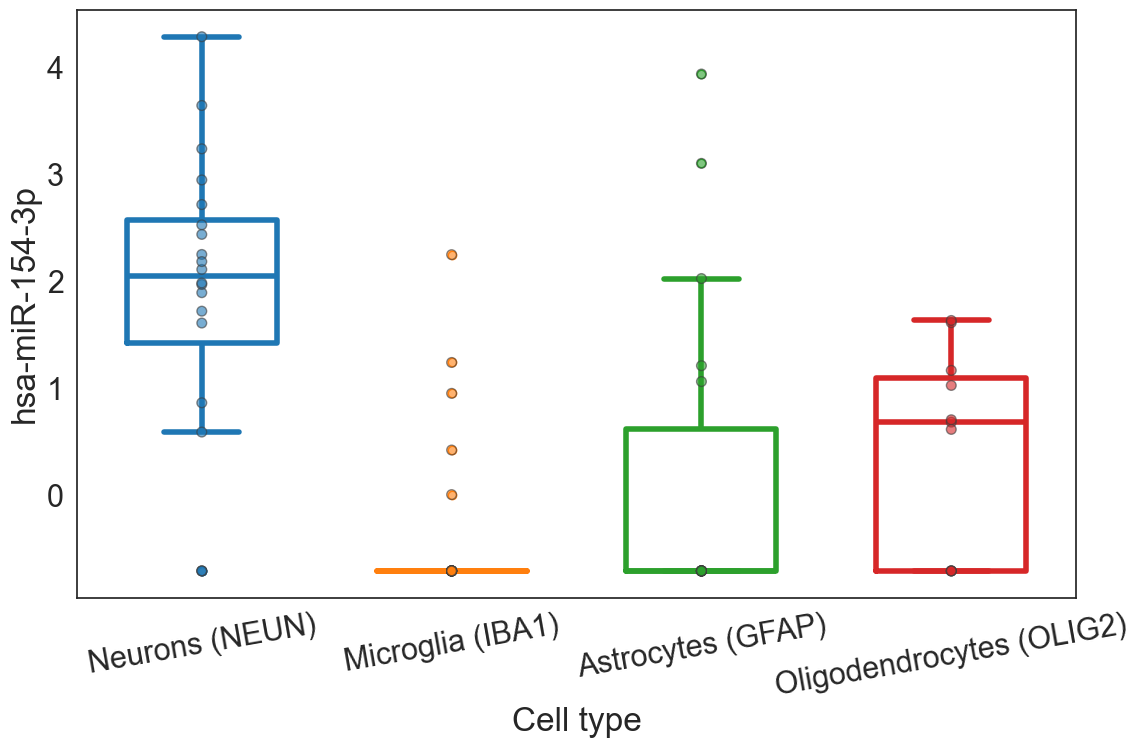 hsa-miR-154-3p
4
3
2
1
0
Neurons (NEUN)
Microglia (IBA1)
Astrocytes (GFAP)
Oligodendrocytes (OLIG2)
Cell type